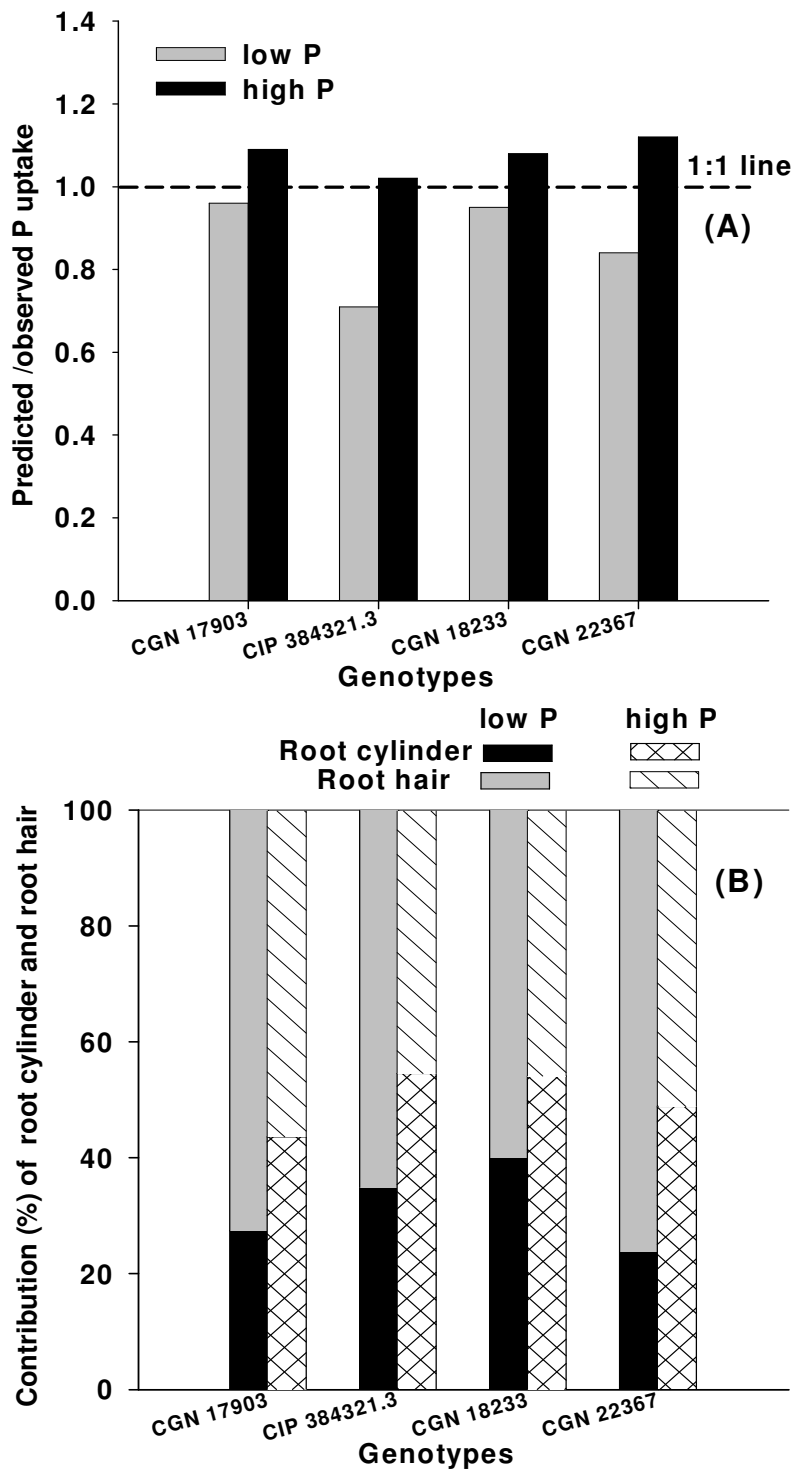 1.4
low P
high P
1.2
1:1 line
1.0
(A)
0.8
0.6
0.4
0.2
0.0
Predicted /observed P uptake
CGN 17903
CIP 384321.3
CGN 18233
CGN 22367
Genotypes
low P high P
Root cylinder
Root hair
100
(B)
80
60
40
20
0
Contribution (%) of root cylinder and root hair
CGN 17903
CIP 384321.3
CGN 18233
CGN 22367
Genotypes